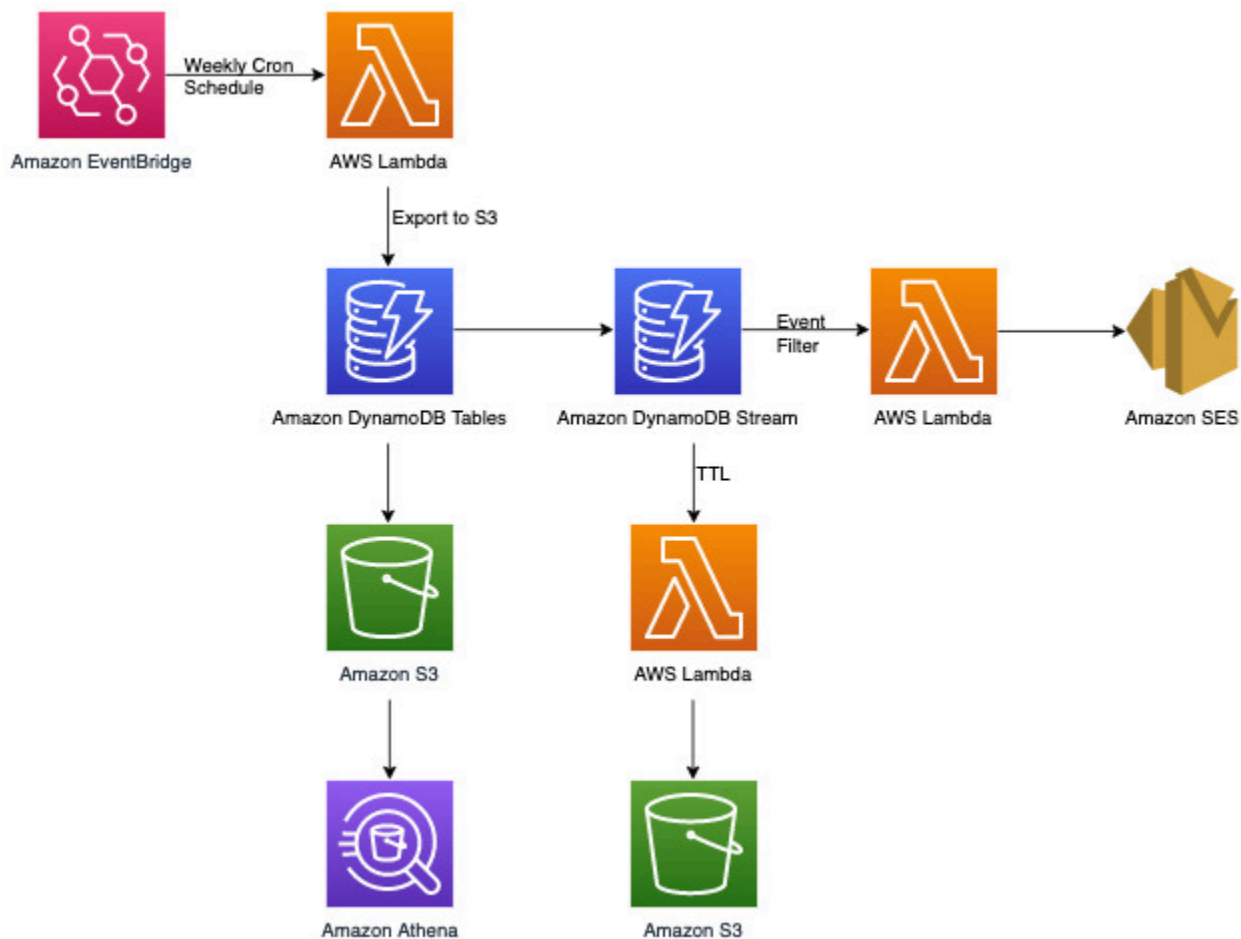 Weekly Cron
Schedule
Amazon EventBridge
AWS Lambda
Export to S3
Event
Filter
Amazon DynamoDB Tables
Amazon DynamoDB Stream
AWS Lambda
Amazon SES
TTL
Amazon S3
AWS Lambda
Amazon Athena
Amazon S3